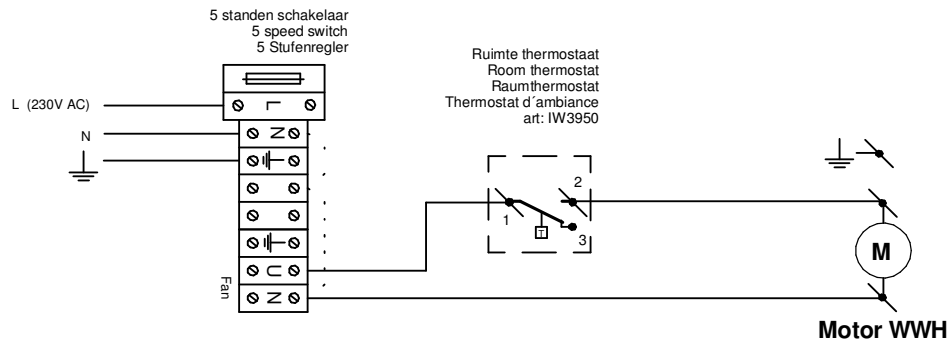 5 standen schakelaar
5 speed switch
5 Stufenregler
Ruimte thermostaat
Room thermostat
Raumthermostat
Thermostat d´ambiance
art: IW3950
L (230V AC)
L
N
N
2
1
T
3
U
Fan
N
M
Motor WWH